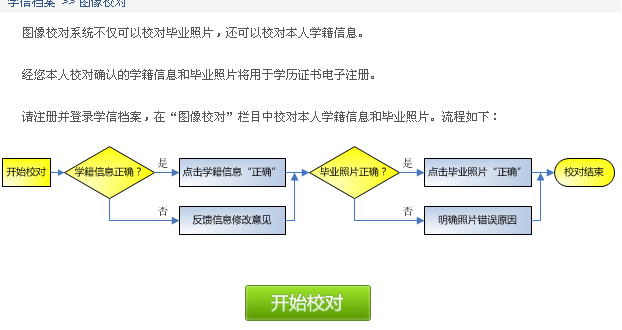 学信档案 >> 图像校对
图像校对系统不仅可以校对毕业照片，还可以校对本人学籍信息。
经您本人校对确认的学籍信息和毕业照片将用于学历证书电子注册。
请注册并登录学信档案，在“图像校对”栏目中校对本人学籍信息和毕业照片。流程如下：
开始校对
学籍信息正确？
是
点击学籍信息“正确”
否
反馈信息修改意见
毕业照片正确？
是
点击毕业照片“正确”
否
明确照片错误原因
校对结束
开始校对